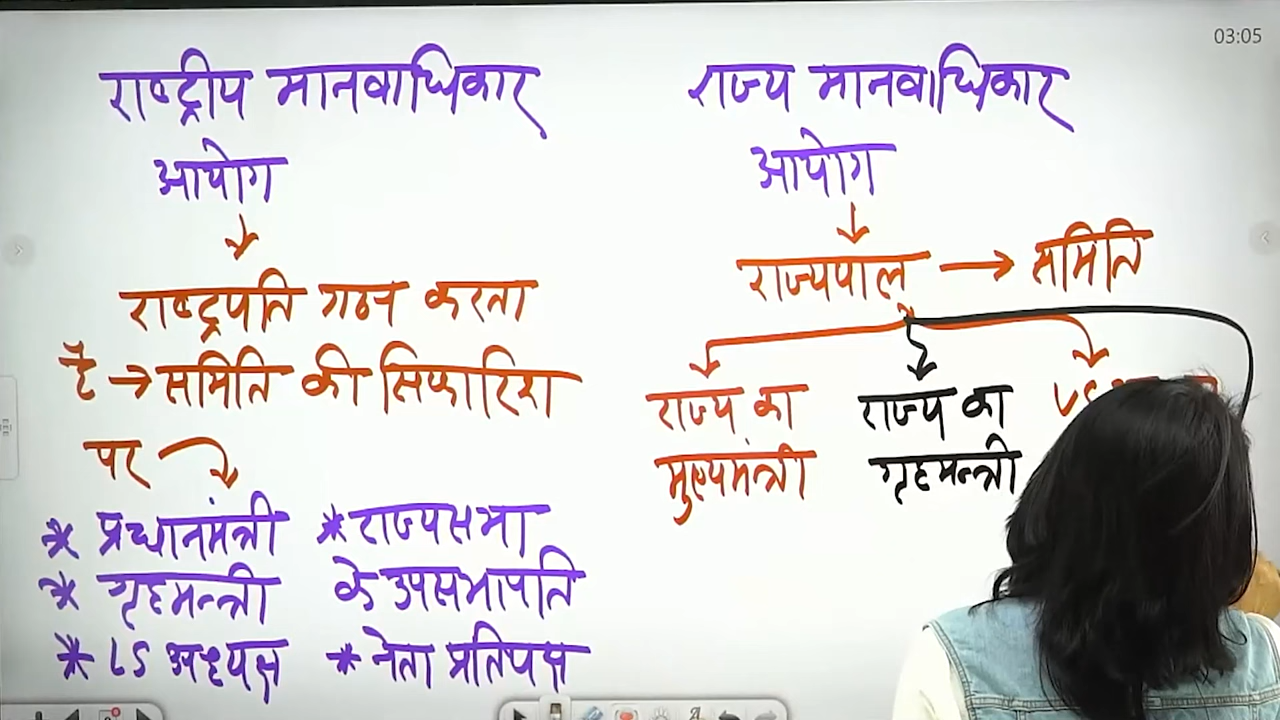 03:05
राष्ट्रीय मानवाधिकार
आयोग
राष्ट्रपति गठन करता
है → समिति की सिफारिश
पर
* प्रधानमंत्री * राज्यसभा
* गृहमन्त्री के उपसभापति
* LS अध्यक्ष * नेता प्रतिपक्ष
राज्य मानवाधिकार
आयोग
राज्यपाल → समिति
राज्य का
मुख्यमंत्री
राज्य का
गृहमन्त्री